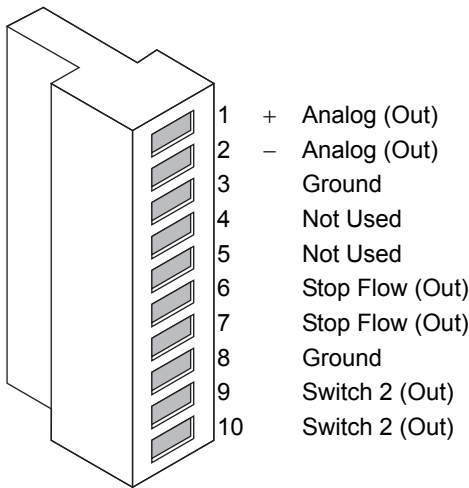 1 + Analog (Out)
2 – Analog (Out)
3 Ground
4 Not Used
5 Not Used
6 Stop Flow (Out)
7 Stop Flow (Out)
8 Ground
9 Switch 2 (Out)
10 Switch 2 (Out)